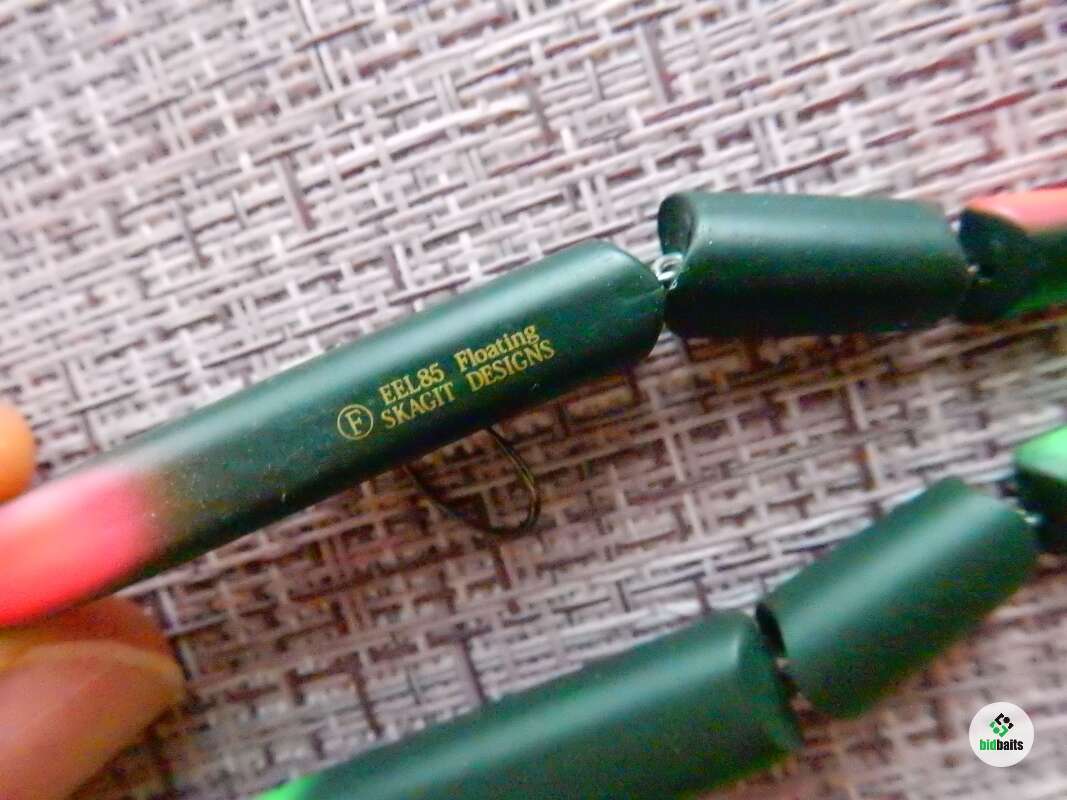 F
EEL85 Floating
SKAGIT DESIGNS
bidbaits